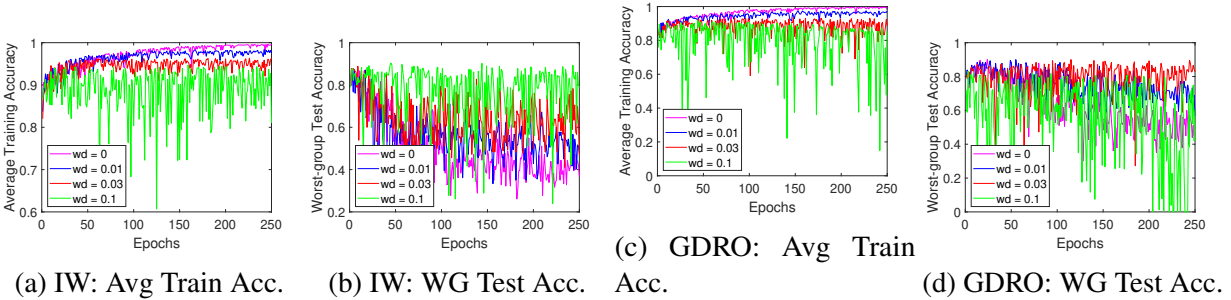 Average Training Accuracy
1
0.9
0.8
0.7
0.6
0 50 100 150 200 250
Epochs
wd = 0
wd = 0.01
wd = 0.03
wd = 0.1
(a) IW: Avg Train Acc.
Worst-group Test Accuracy
1
0.8
0.6
0.4
0.2
0 50 100 150 200 250
Epochs
wd = 0
wd = 0.01
wd = 0.03
wd = 0.1
(b) IW: WG Test Acc.
Average Training Accuracy
1
0.8
0.6
0.4
0.2
0
0 50 100 150 200 250
Epochs
wd = 0
wd = 0.01
wd = 0.03
wd = 0.1
(c) GDRO: Avg Train
Acc.
Worst-group Test Accuracy
1
0.8
0.6
0.4
0.2
0
0 50 100 150 200 250
Epochs
wd = 0
wd = 0.01
wd = 0.03
wd = 0.1
(d) GDRO: WG Test Acc.